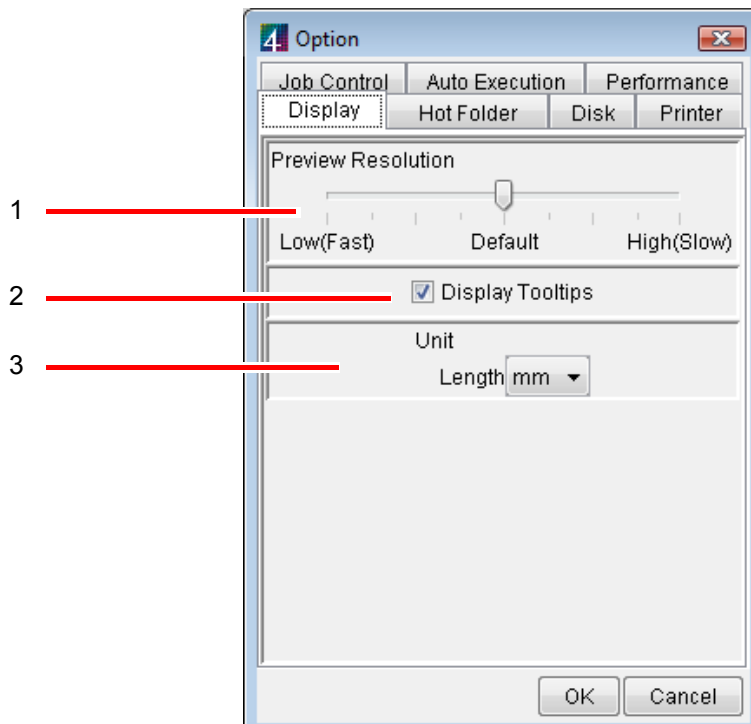 4 Option
Job Control Auto Execution Performance
Display Hot Folder Disk Printer
Preview Resolution
1
Low(Fast) Default High(Slow)
2 Display Tooltips
Unit
3
Length mm
OK Cancel